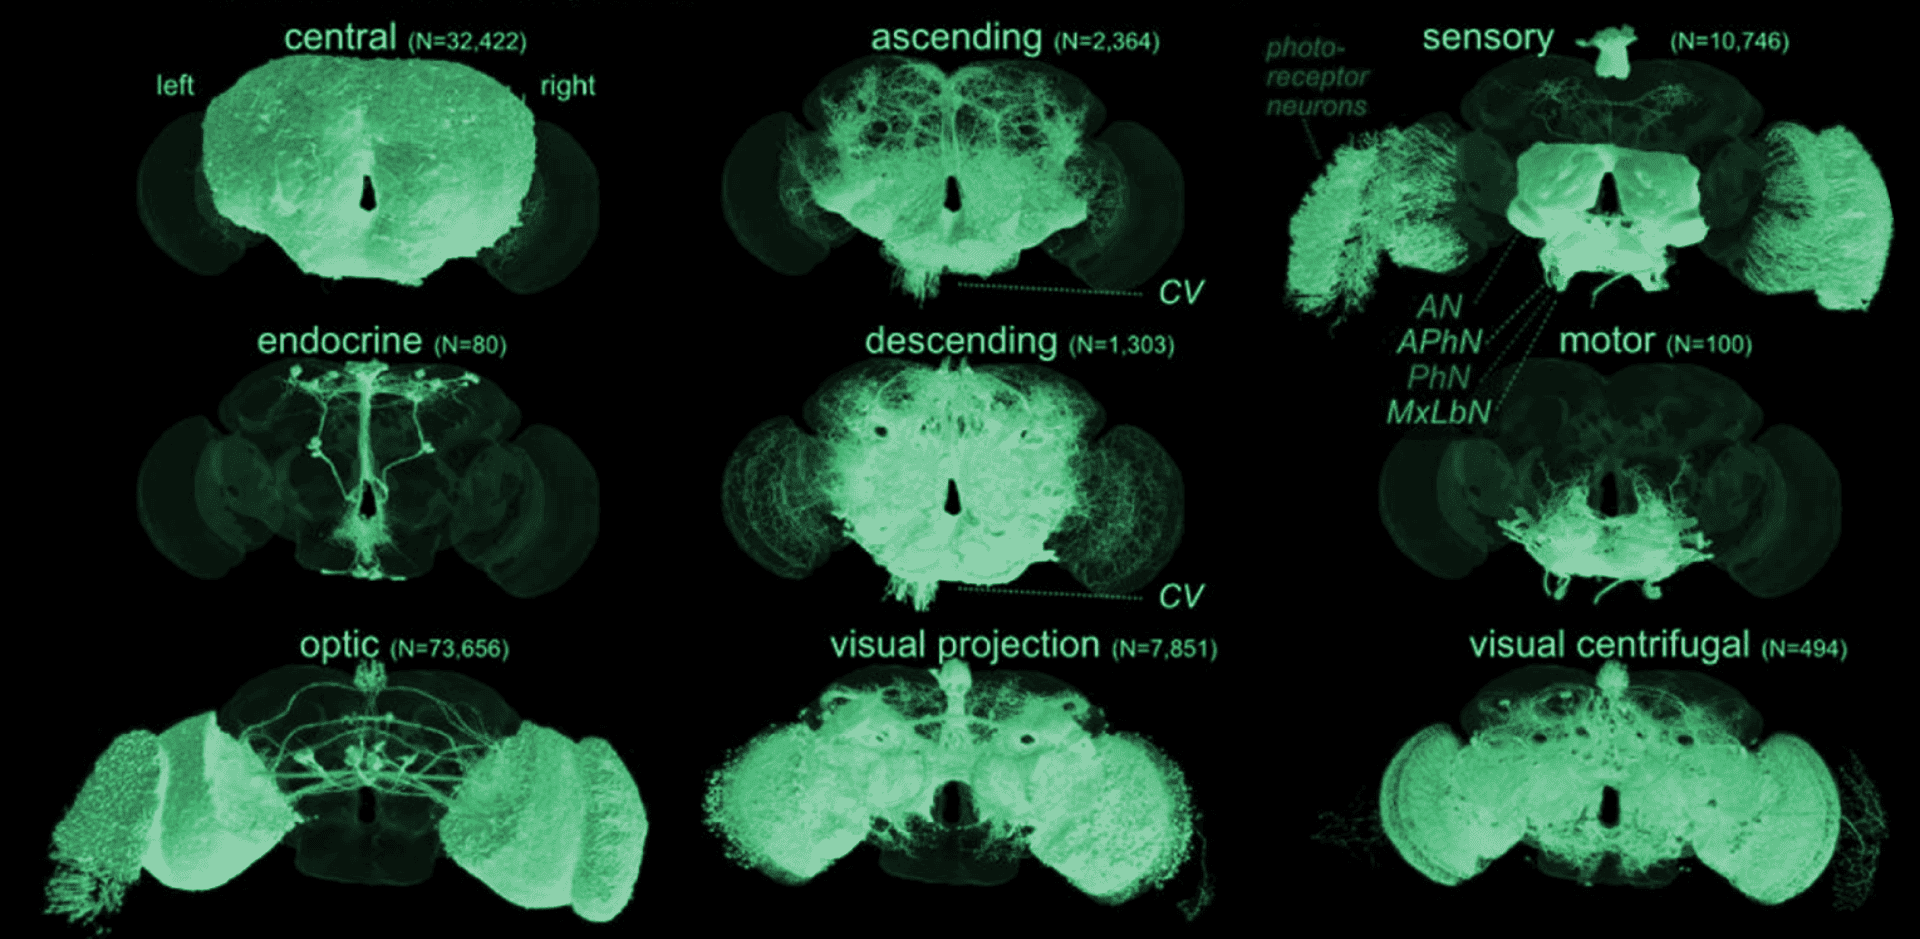 central (N=32,422)
left
right
ascending (N=2,364)
CV
sensory (N=10,746)
photo-
receptor
neurons
AN
APhN
PhN
MxLbN
endocrine (N=80)
descending (N=1,303)
CV
motor (N=100)
optic (N=73,656)
visual projection (N=7,851)
visual centrifugal (N=494)